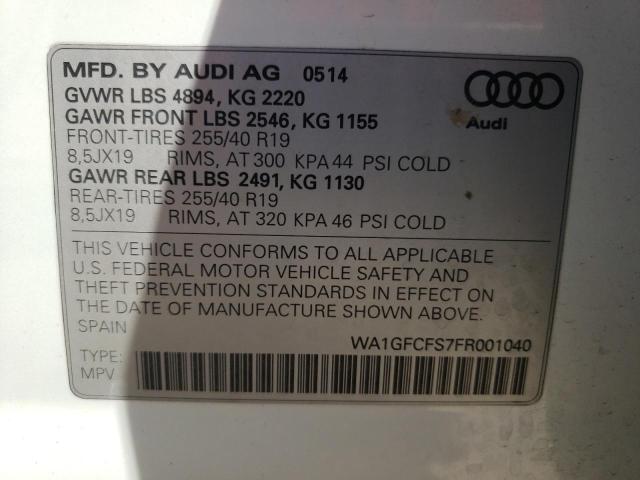 MFD. BY AUDI AG 0514
GVWR LBS 4894, KG 2220
GAWR FRONT LBS 2546, KG 1155
FRONT-TIRES 255/40 R19
8,5JX19 RIMS, AT 300 KPA 44 PSI COLD
GAWR REAR LBS 2491, KG 1130
REAR-TIRES 255/40 R19
8,5JX19 RIMS, AT 320 KPA 46 PSI COLD
Audi
THIS VEHICLE CONFORMS TO ALL APPLICABLE
U.S. FEDERAL MOTOR VEHICLE SAFETY AND
THEFT PREVENTION STANDARDS IN EFFECT ON
THE DATE OF MANUFACTURE SHOWN ABOVE.
SPAIN
WA1GFCFS7FR001040
TYPE:
MPV